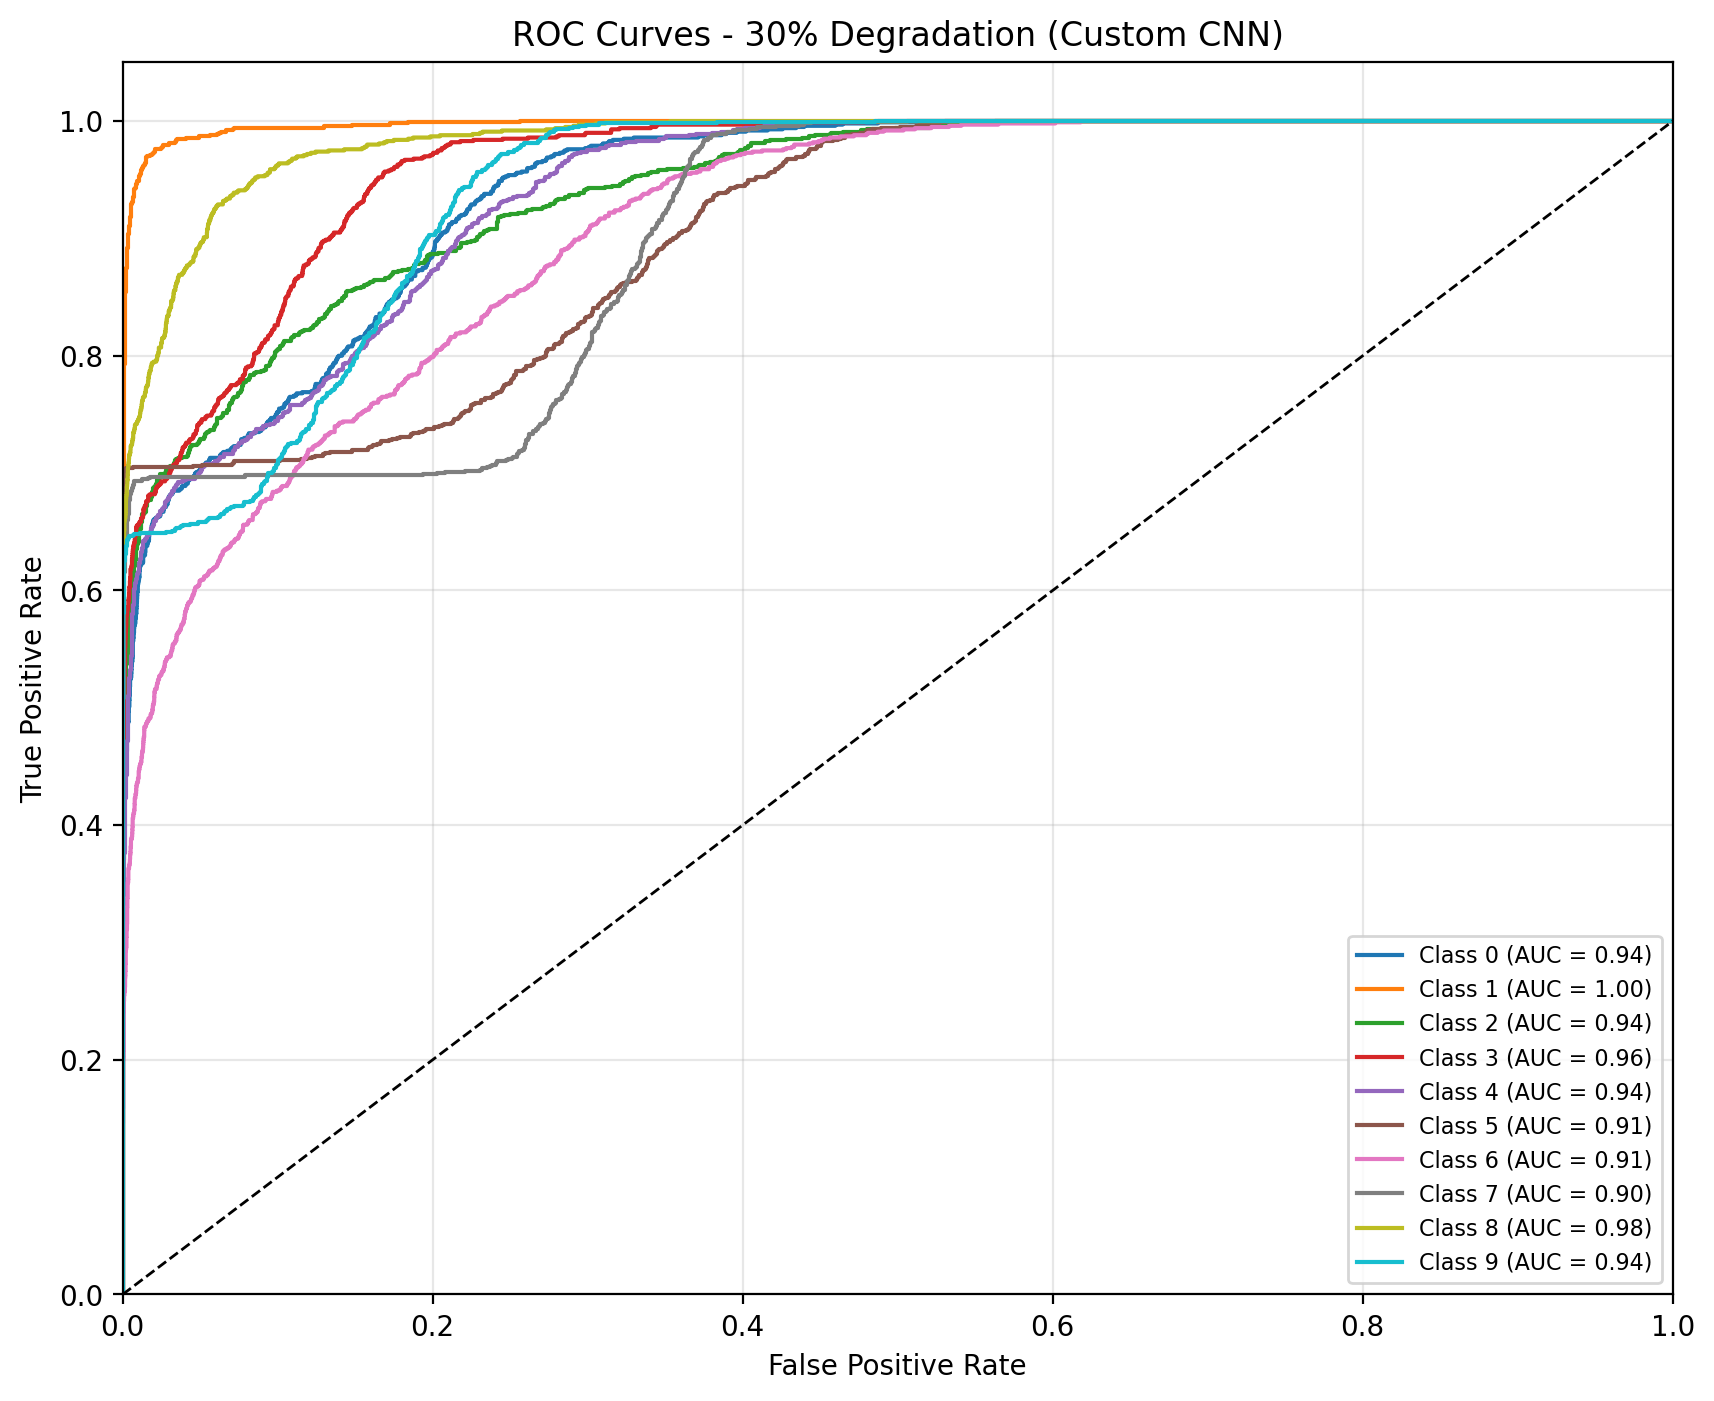 ROC Curves - 30% Degradation (Custom CNN)
True Positive Rate
1.0
0.8
0.6
0.4
0.2
0.0
0.0 0.2 0.4 0.6 0.8 1.0
False Positive Rate
Class 0 (AUC = 0.94)
Class 1 (AUC = 1.00)
Class 2 (AUC = 0.94)
Class 3 (AUC = 0.96)
Class 4 (AUC = 0.94)
Class 5 (AUC = 0.91)
Class 6 (AUC = 0.91)
Class 7 (AUC = 0.90)
Class 8 (AUC = 0.98)
Class 9 (AUC = 0.94)